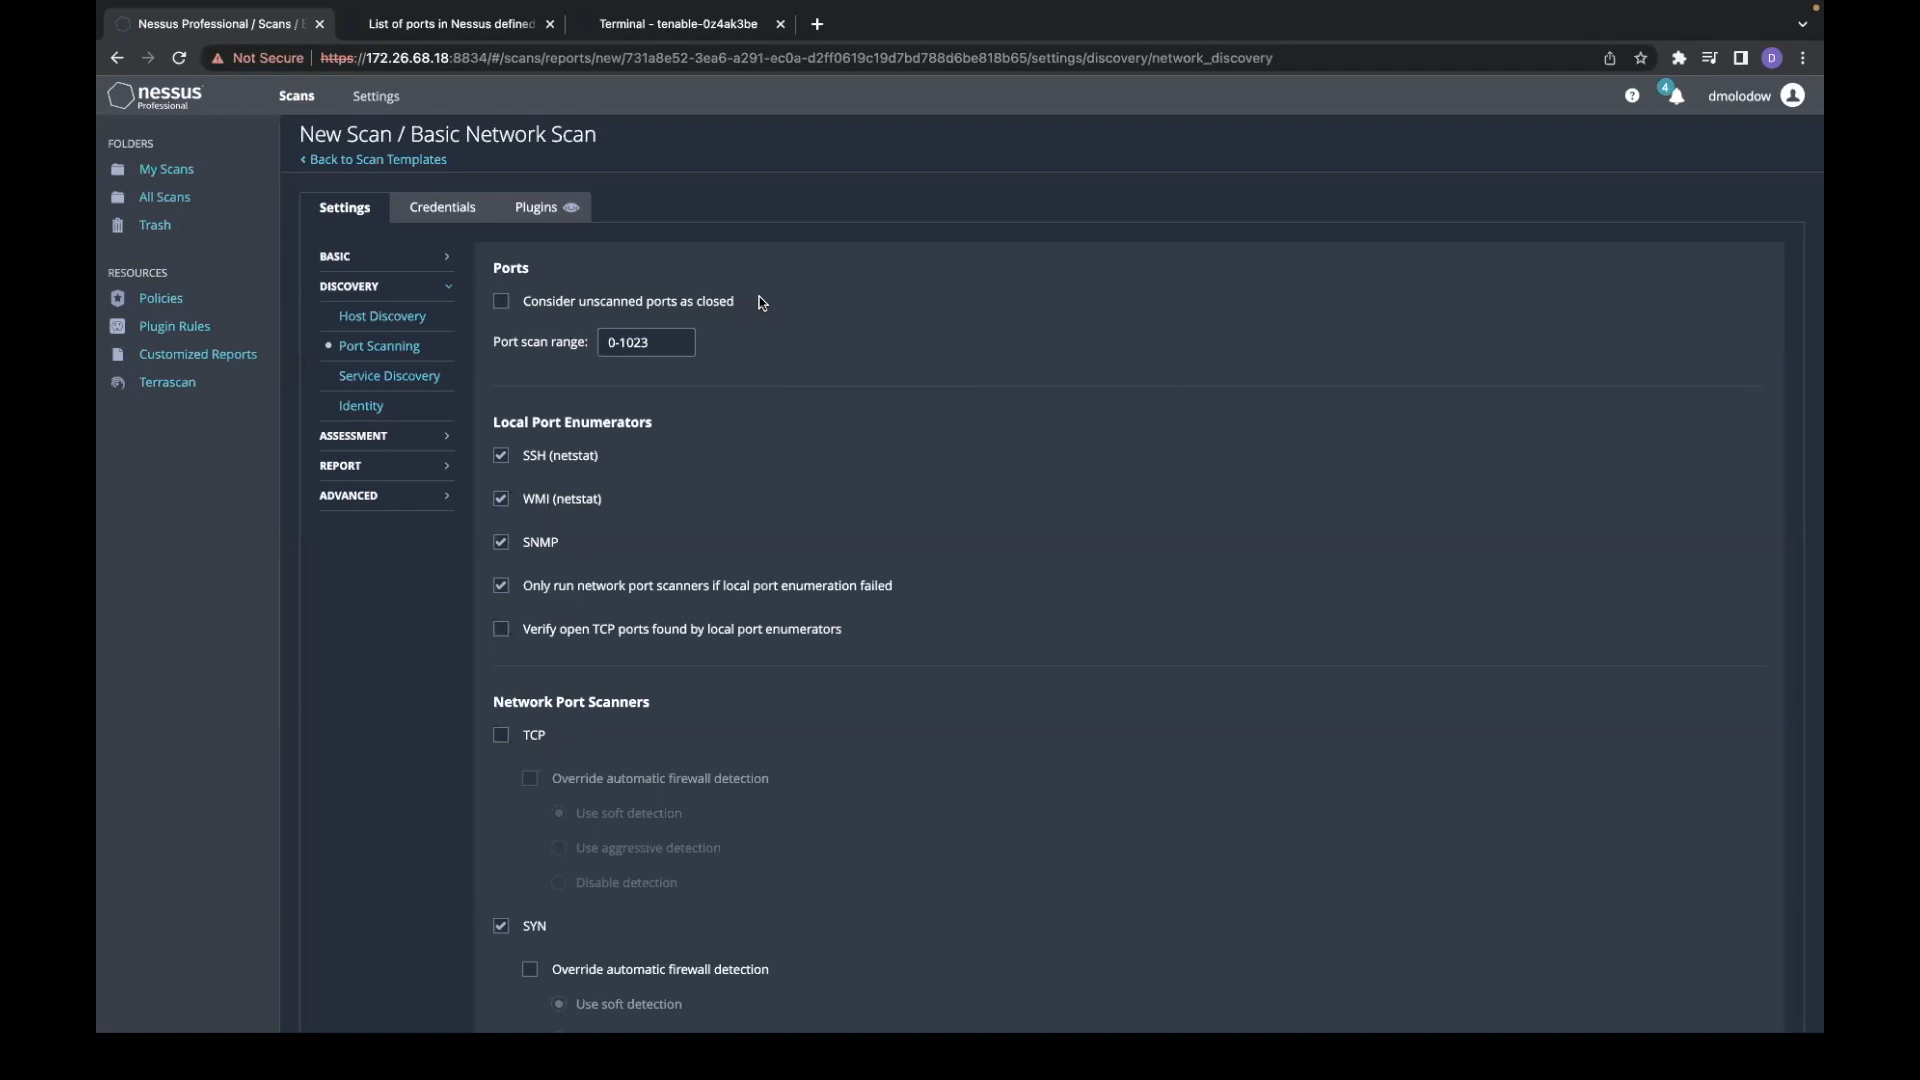 Nessus Professional / Scans /
List of ports in Nessus defined
Terminal - tenable-0z4ak3be
Not Secure
https://172.26.68.18:8834/#/scans/reports/new/731a8e52-3ea6-a291-ec0a-d2ff0619c19d7bd788d6be818b65/settings/discovery/network_discovery
D
nessus
Professional
Scans
Settings
?
4
dmolodow
FOLDERS
My Scans
All Scans
Trash
RESOURCES
Policies
Plugin Rules
Customized Reports
Terrascan
New Scan / Basic Network Scan
‹ Back to Scan Templates
Settings
Credentials
Plugins
BASIC
DISCOVERY
Host Discovery
Port Scanning
Service Discovery
Identity
ASSESSMENT
REPORT
ADVANCED
Ports
Consider unscanned ports as closed
Port scan range: 0-1023
Local Port Enumerators
SSH (netstat)
WMI (netstat)
SNMP
Only run network port scanners if local port enumeration failed
Verify open TCP ports found by local port enumerators
Network Port Scanners
TCP
Override automatic firewall detection
Use soft detection
Use aggressive detection
Disable detection
SYN
Override automatic firewall detection
Use soft detection